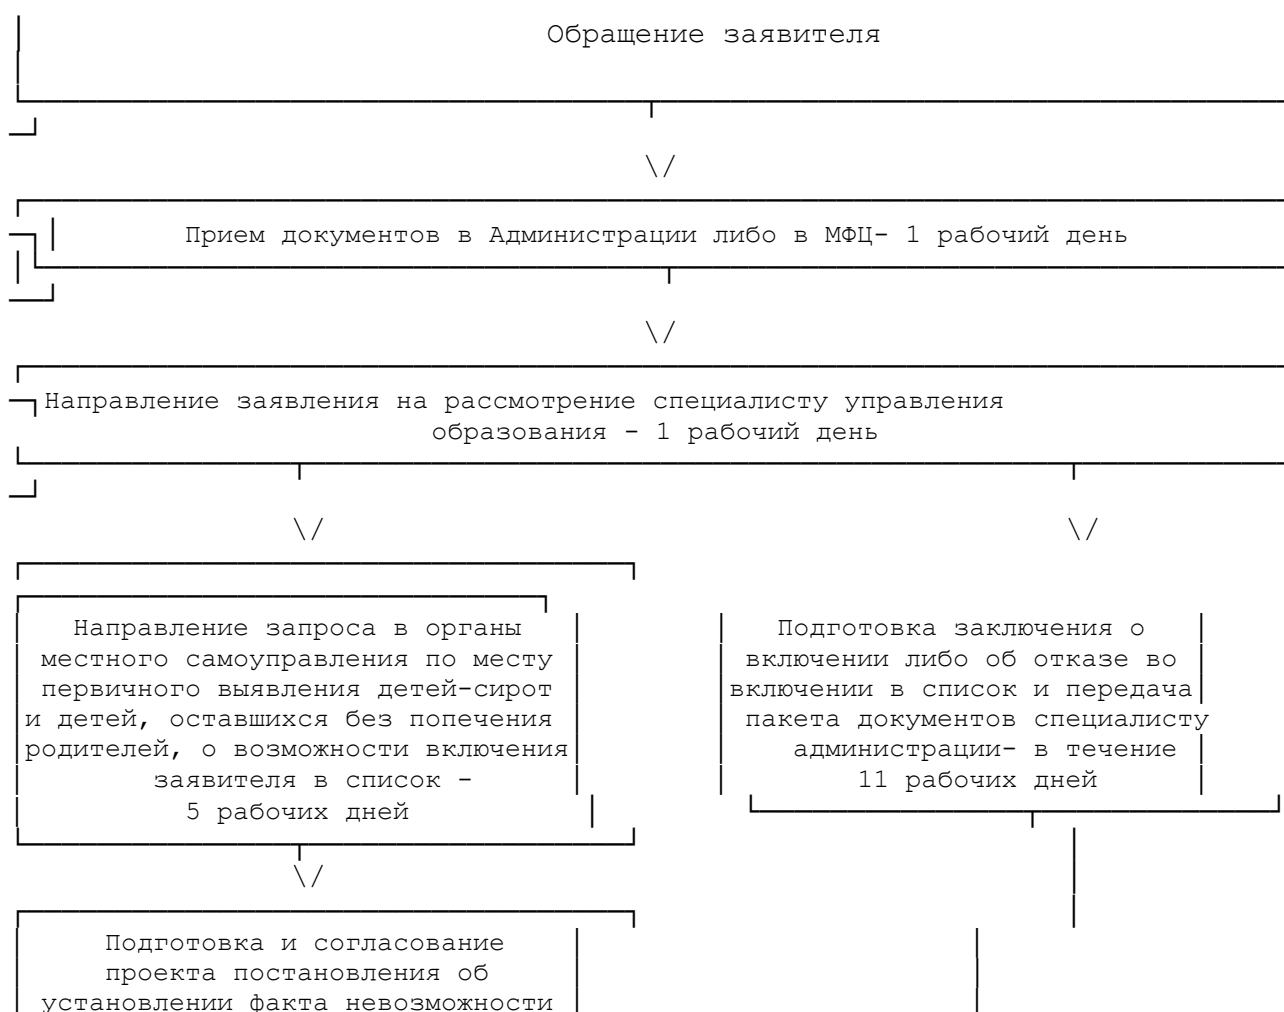 Обращение заявителя
\/
Прием документов в Администрации либо в МФЦ- 1 рабочий день
\/
Направление заявления на рассмотрение специалисту управления
образования - 1 рабочий день
\/
\/
Направление запроса в органы
местного самоуправления по месту
первичного выявления детей-сирот
и детей, оставшихся без попечения
родителей, о возможности включения
заявителя в список -
5 рабочих дней
Подготовка заключения о
включении либо об отказе во
включении в список и передача
пакета документов специалисту
администрации- в течение
11 рабочих дней
\/
Подготовка и согласование
проекта постановления об
установлении факта невозможности